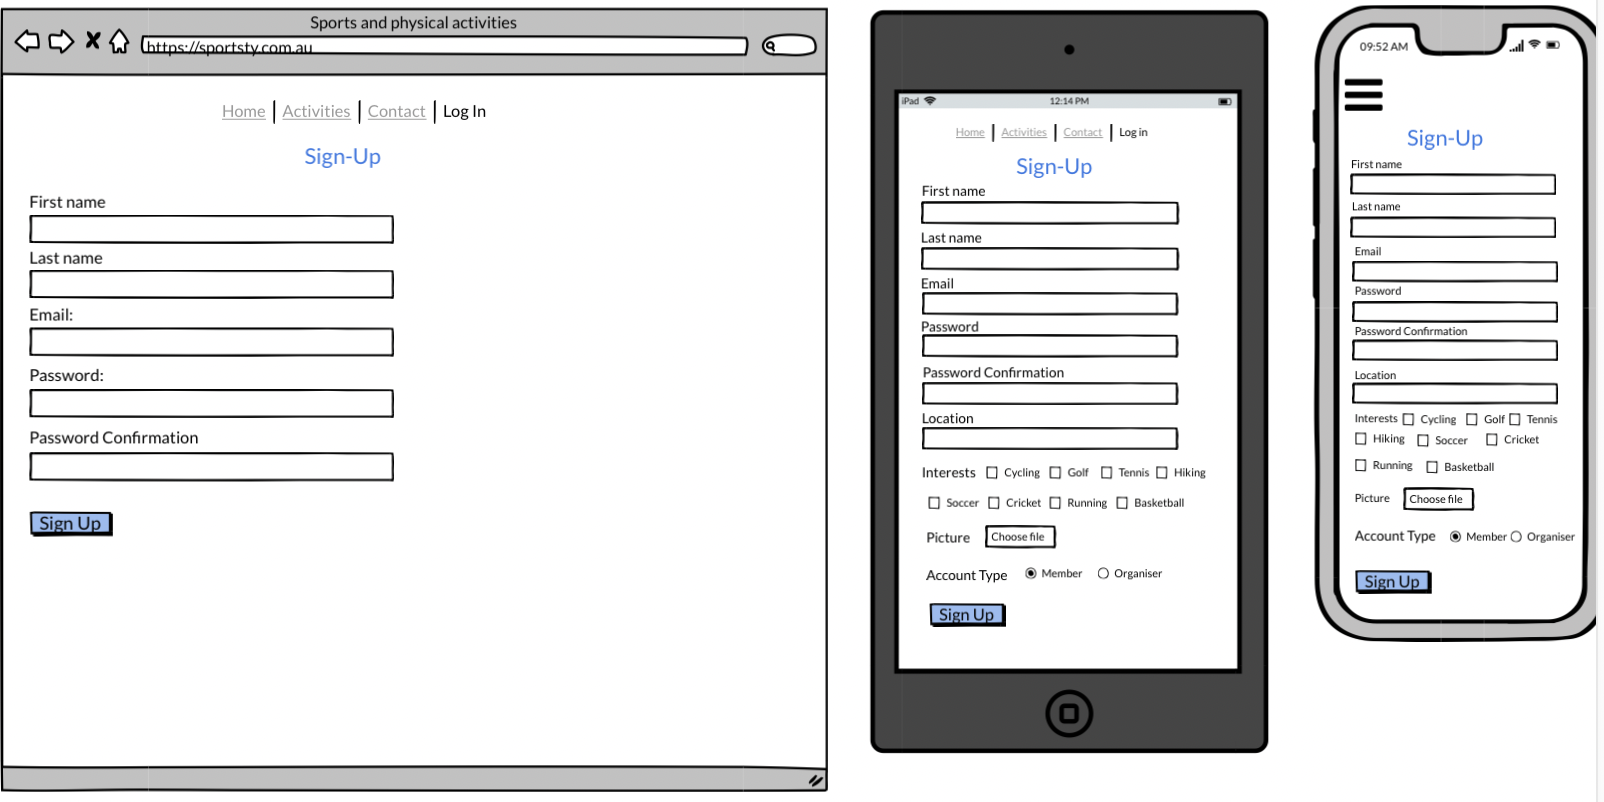 Sports and physical activities
https://sportsty.com.au
Home Activities Contact Log In
Sign-Up
First name
Last name
Email:
Password:
Password Confirmation
Sign Up
iPad 12:14 PM
Home Activities Contact Log in
Sign-Up
First name
Last name
Email
Password
Password Confirmation
Location
Interests Cycling Golf Tennis Hiking
Soccer Cricket Running Basketball
Picture Choose file
Account Type Member Organiser
Sign Up
09:52 AM
Sign-Up
First name
Last name
Email
Password
Password Confirmation
Location
Interests Cycling Golf Tennis
Hiking Soccer Cricket
Running Basketball
Picture Choose file
Account Type Member Organiser
Sign Up